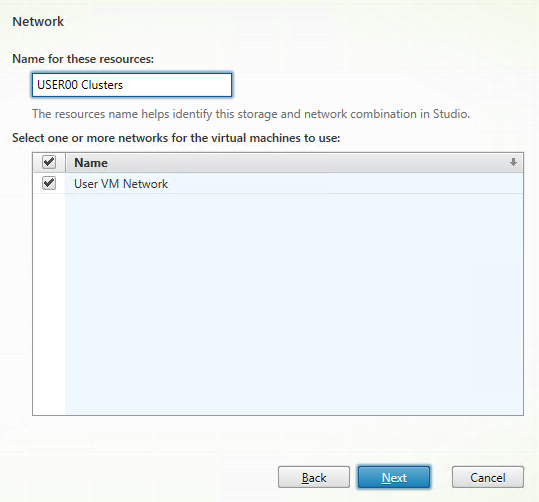 Network
Name for these resources:
USER00 Clusters
The resources name helps identify this storage and network combination in Studio.
Select one or more networks for the virtual machines to use:
Name
User VM Network
Back Next Cancel